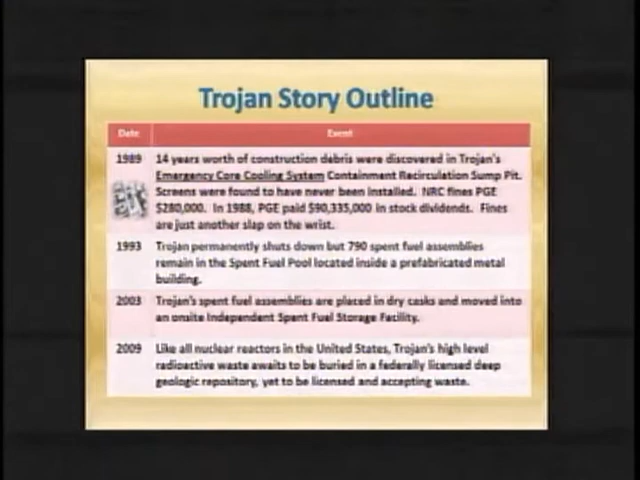 Trojan Story Outline
Date Event
1989 14 years worth of construction debris were discovered in Trojan's
Emergency Core Cooling System Containment Recirculation Sump Pit.
Screens were found to have never been installed. NRC fines PGE
$280,000. In 1988, PGE paid $90,335,000 in stock dividends. Fines
are just another slap on the wrist.
1993 Trojan permanently shuts down but 790 spent fuel assemblies
remain in the Spent Fuel Pool located inside a prefabricated metal
building.
2003 Trojan's spent fuel assemblies are placed in dry casks and moved into
an onsite Independent Spent Fuel Storage Facility.
2009 Like all nuclear reactors in the United States, Trojan's high level
radioactive waste awaits to be buried in a federally licensed deep
geologic repository, yet to be licensed and accepting waste.